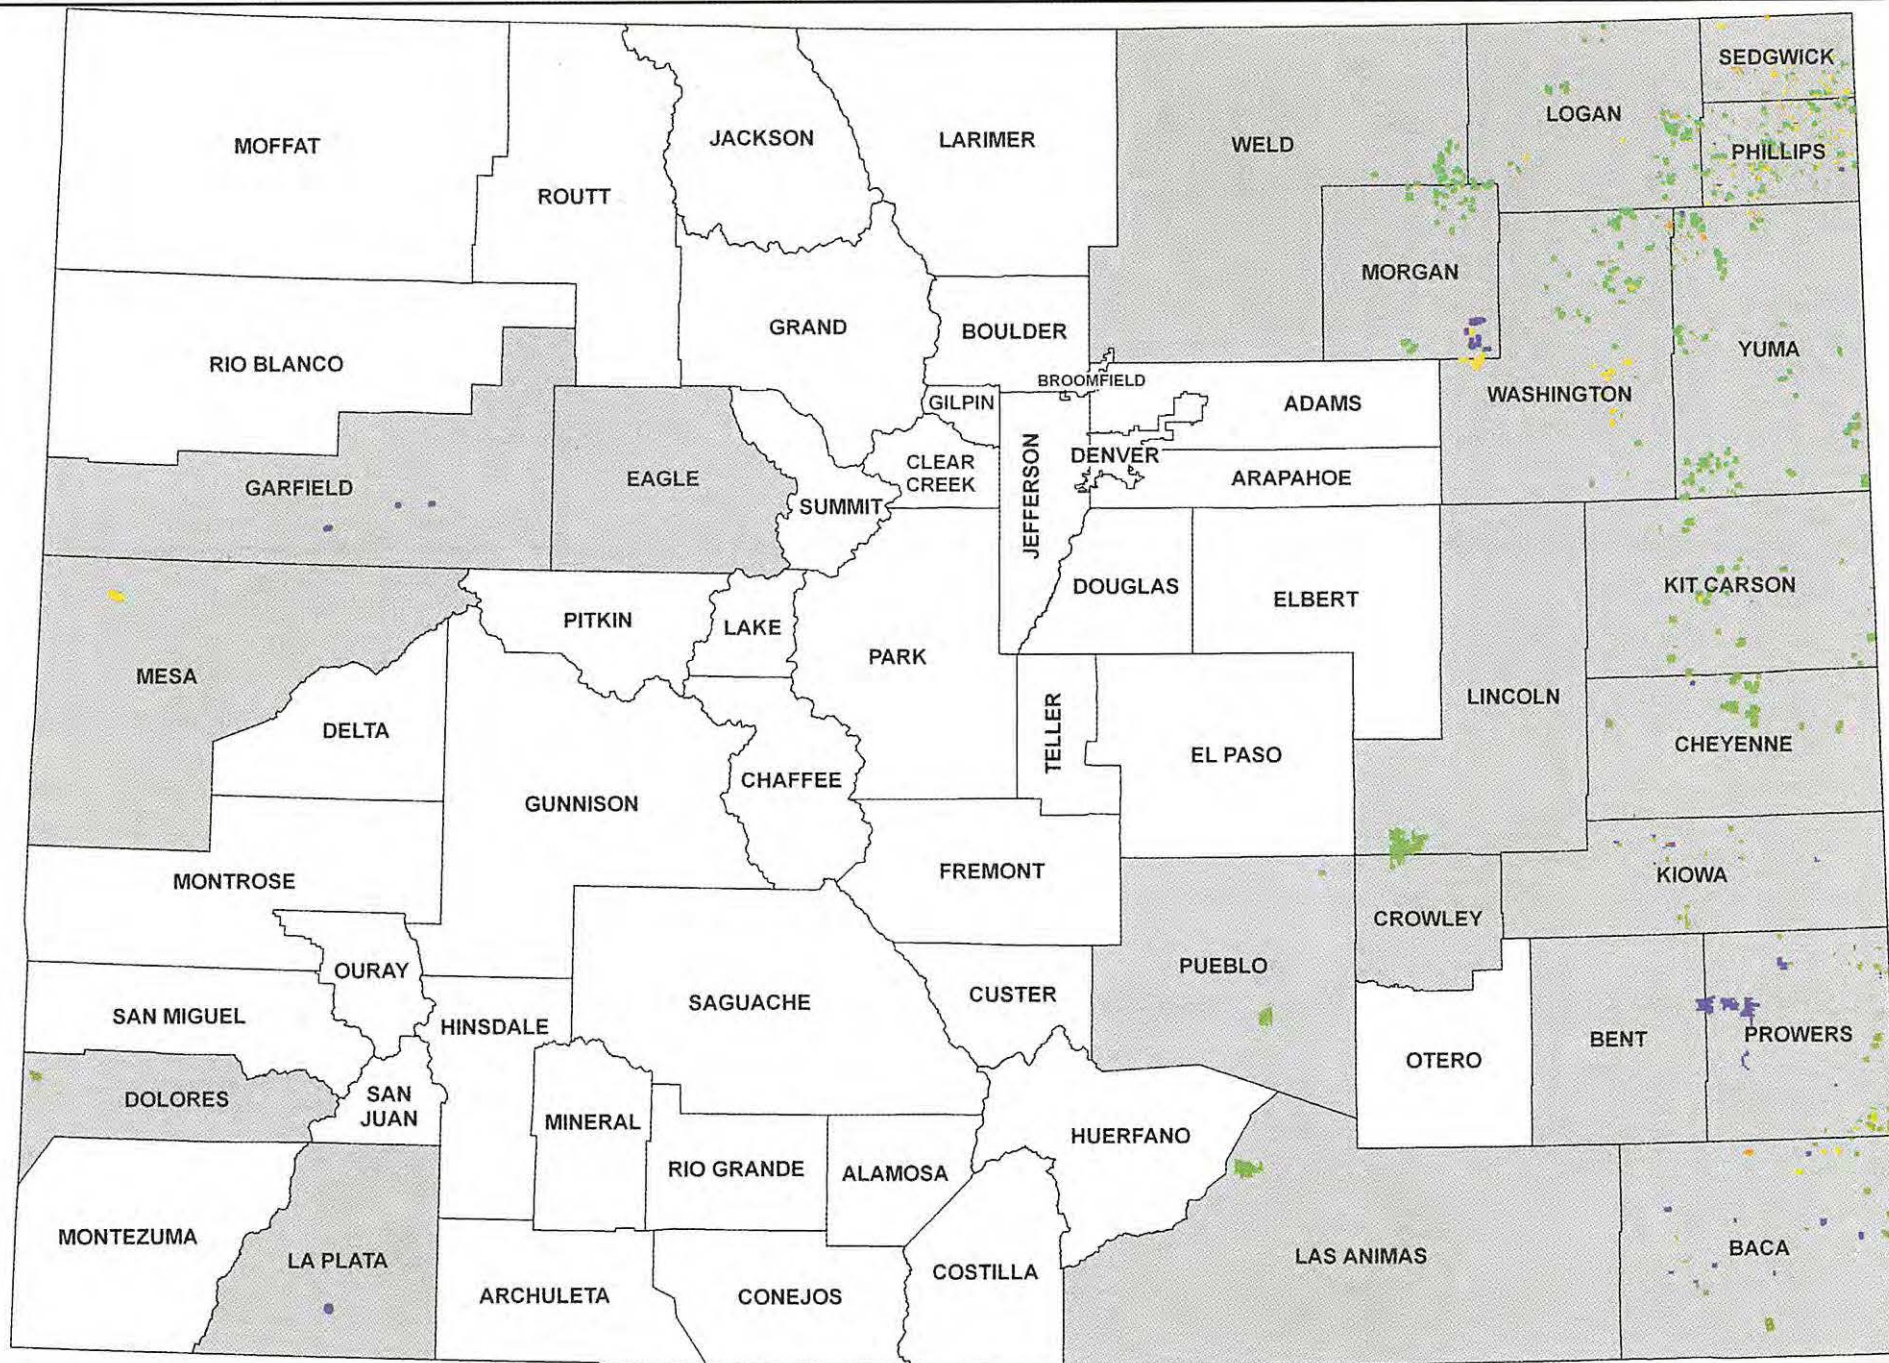 SEDGWICK
LOGAN
MOFFAT
JACKSON
LARIMER
WELD
PHILLIPS
ROUTT
MORGAN
GRAND
BOULDER
YUMA
RIO BLANCO
BROOMFIELD
WASHINGTON
GILPIN
ADAMS
DENVER
CLEAR
CREEK
GARFIELD
EAGLE
ARAPAHOE
SUMMIT
JEFFERSON
KIT CARSON
DOUGLAS
ELBERT
PITKIN
LAKE
PARK
MESA
LINCOLN
DELTA
TELLER
CHEYENNE
EL PASO
CHAFFEE
GUNNISON
FREMONT
KIOWA
MONTROSE
CROWLEY
OURAY
PUEBLO
SAGUACHE
CUSTER
SAN MIGUEL
HINSDALE
BENT
PROWERS
OTERO
DOLORES
SAN
JUAN
MINERAL
HUERFANO
RIO GRANDE
ALAMOSA
MONTEZUMA
LA PLATA
COSTILLA
LAS ANIMAS
BACA
ARCHULETA
CONEJOS